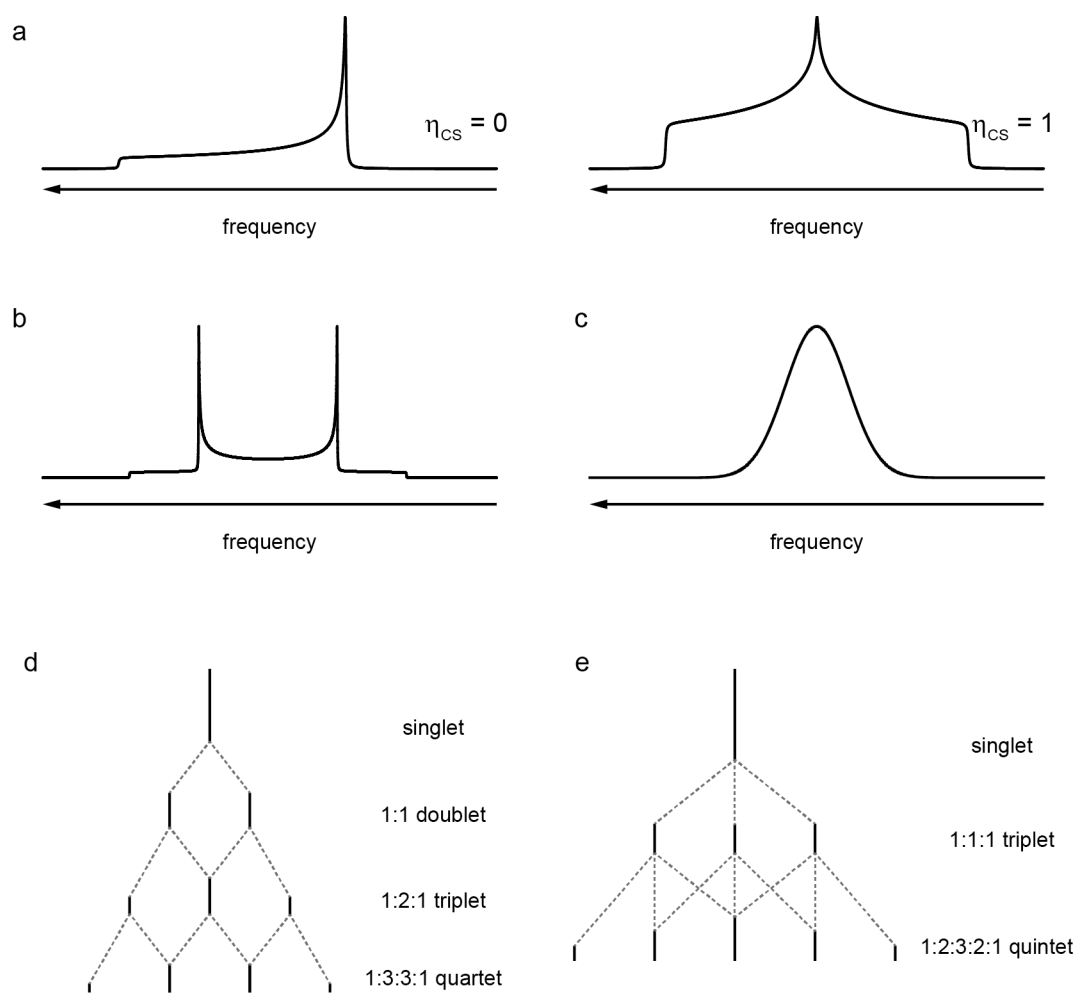 a
η_CS = 0
η_CS = 1
frequency
frequency
b
c
frequency
frequency
d
e
singlet
singlet
1:1 doublet
1:1:1 triplet
1:2:1 triplet
1:2:3:2:1 quintet
1:3:3:1 quartet